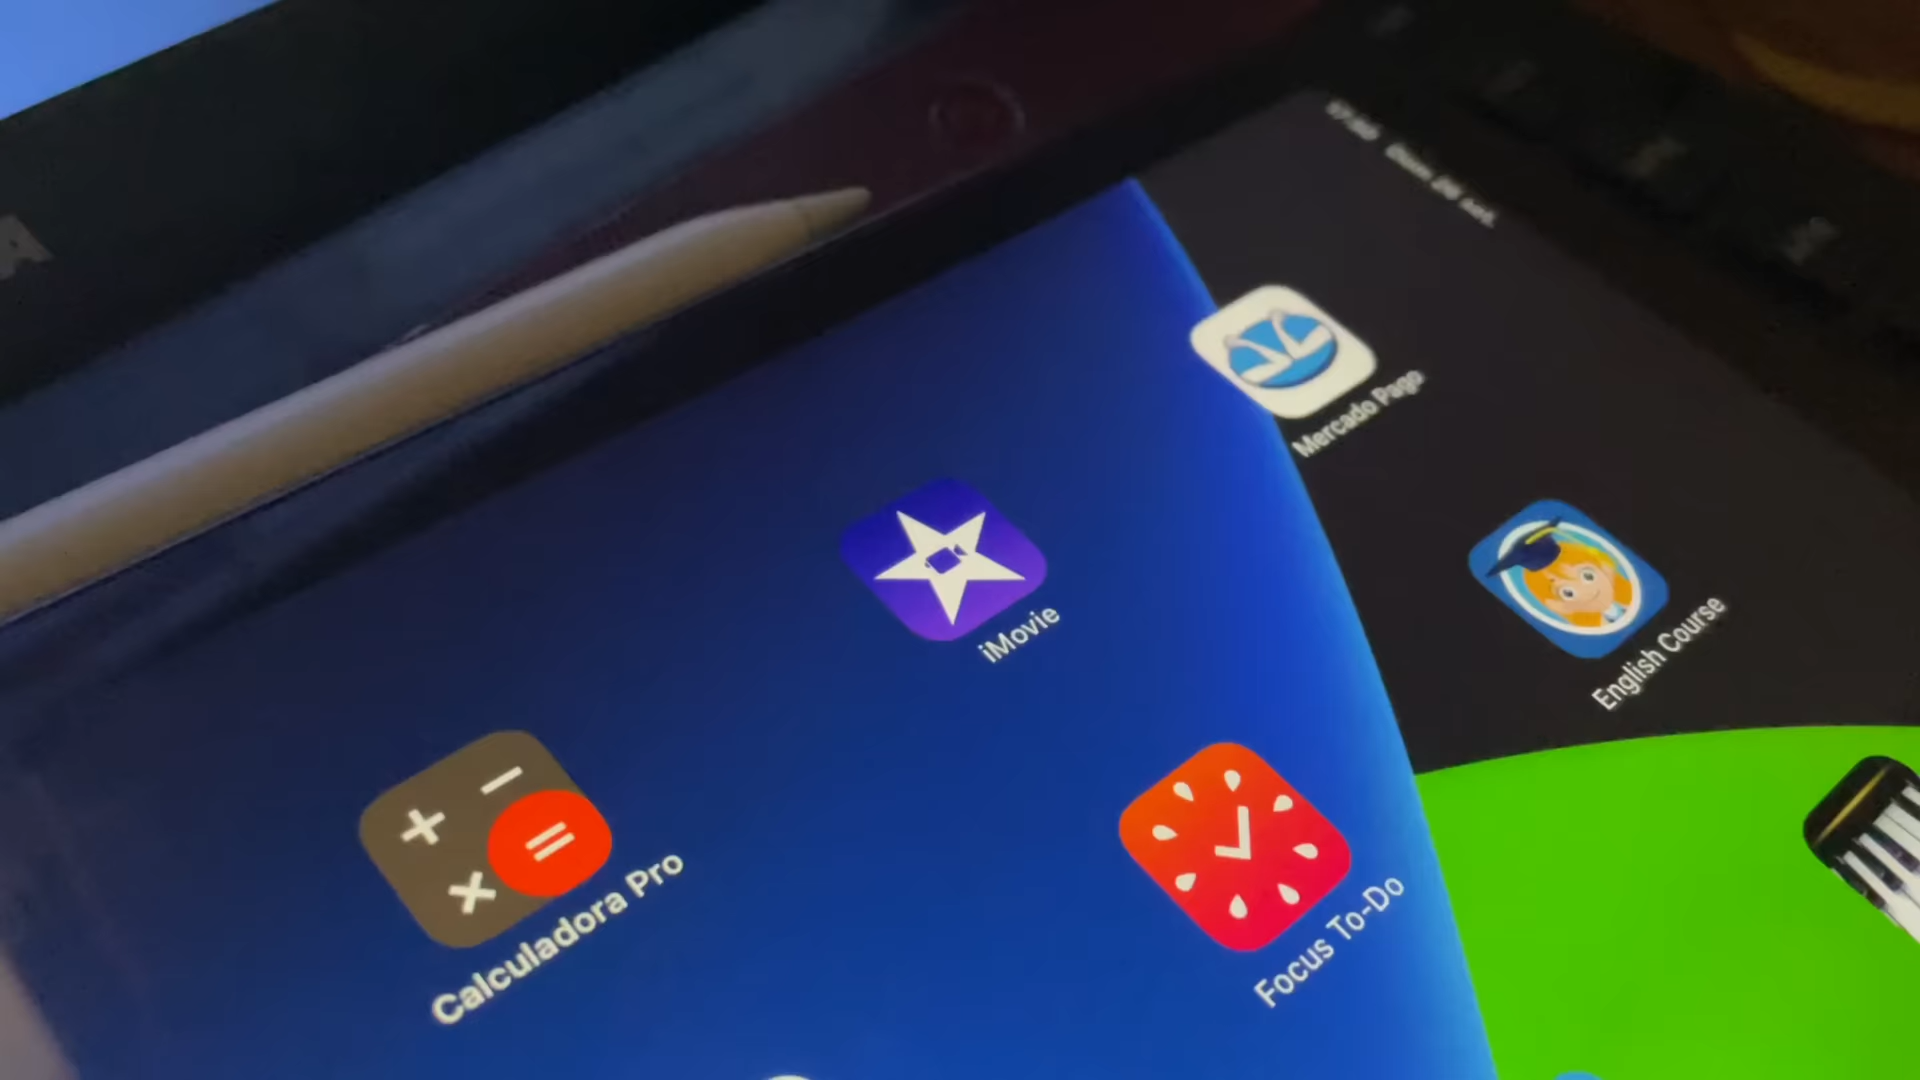 Mercado Pago
iMovie
English Course
Calculadora Pro
Focus To-Do